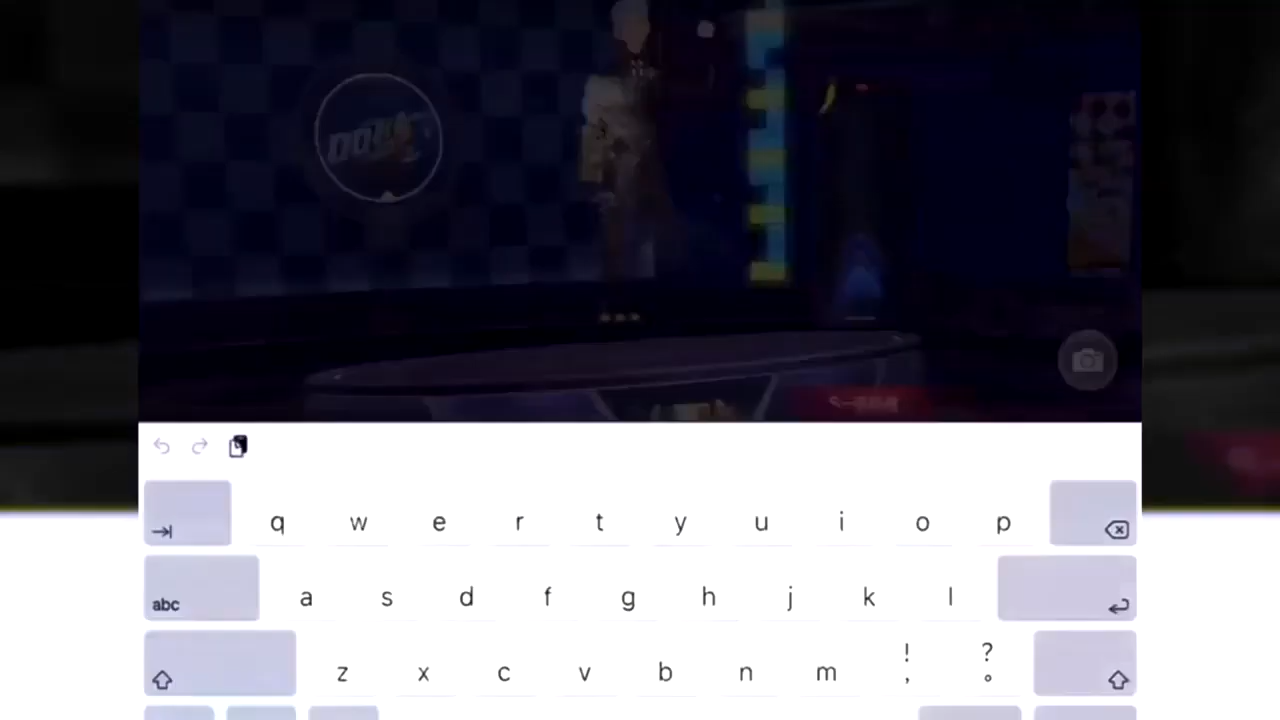 q w e r t y u i o p
abc a s d f g h j k l
! ?
z x c v b n m , 。